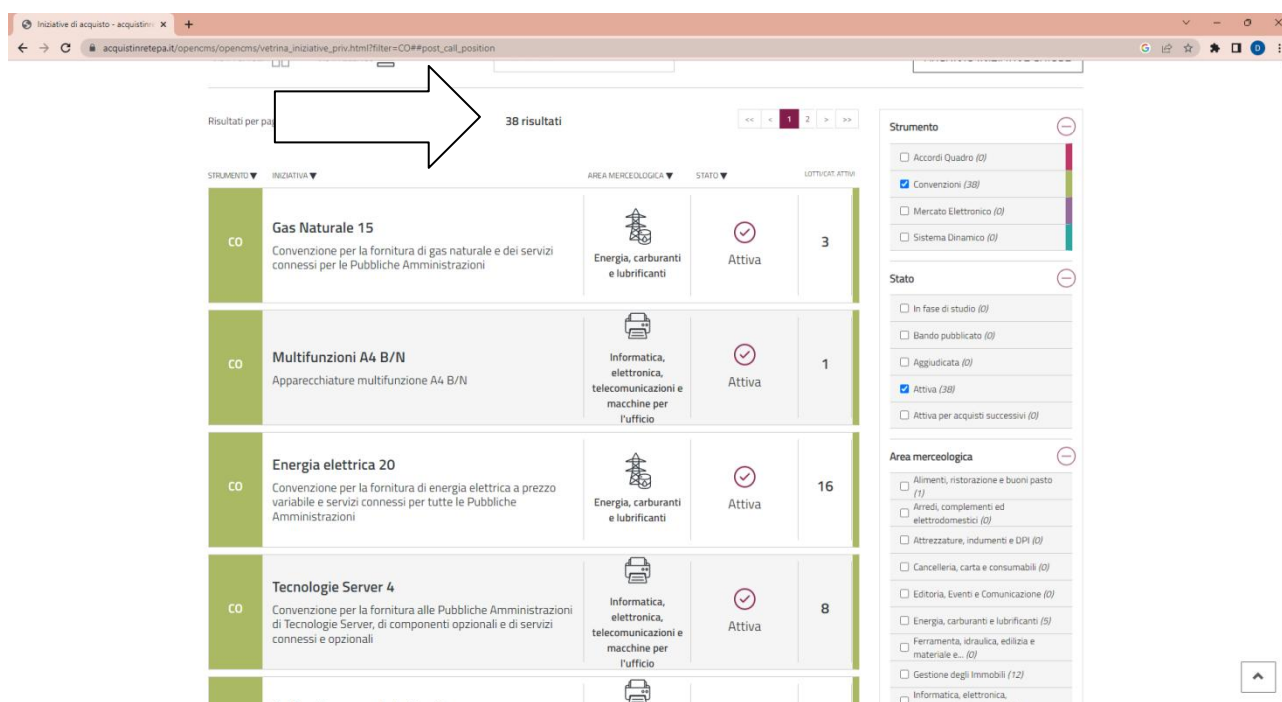 Iniziative di acquisto - acquistinre
acquistinretepa.it/opencms/opencms/vetrina_iniziative_priv.html?filter=CO##post_call_position
Risultati per pag
38 risultati
<< < 1 2 > >>
STRUMENTO▼ INIZIATIVA▼ AREA MERCEOLOGICA▼ STATO▼ LOTTI/CAT. ATTIVI
CO
Gas Naturale 15
Convenzione per la fornitura di gas naturale e dei servizi
connessi per le Pubbliche Amministrazioni
Energia, carburanti
e lubrificanti
Attiva
3
CO
Multifunzioni A4 B/N
Apparecchiature multifunzione A4 B/N
Informatica,
elettronica,
telecomunicazioni e
macchine per
l'ufficio
Attiva
1
CO
Energia elettrica 20
Convenzione per la fornitura di energia elettrica a prezzo
variabile e servizi connessi per tutte le Pubbliche
Amministrazioni
Energia, carburanti
e lubrificanti
Attiva
16
CO
Tecnologie Server 4
Convenzione per la fornitura alle Pubbliche Amministrazioni
di Tecnologie Server, di componenti opzionali e di servizi
connessi e opzionali
Informatica,
elettronica,
telecomunicazioni e
macchine per
l'ufficio
Attiva
8
Strumento
Accordi Quadro (0)
Convenzioni (38)
Mercato Elettronico (0)
Sistema Dinamico (0)
Stato
In fase di studio (0)
Bando pubblicato (0)
Aggiudicata (0)
Attiva (38)
Attiva per acquisti successivi (0)
Area merceologica
Alimenti, ristorazione e buoni pasto
(1)
Arredi, complementi ed
elettrodomestici (0)
Attrezzature, indumenti e DPI (0)
Cancelleria, carta e consumabili (0)
Editoria, Eventi e Comunicazione (0)
Energia, carburanti e lubrificanti (5)
Ferramenta, idraulica, edilizia e
materiale e... (0)
Gestione degli Immobili (12)
Informatica, elettronica,